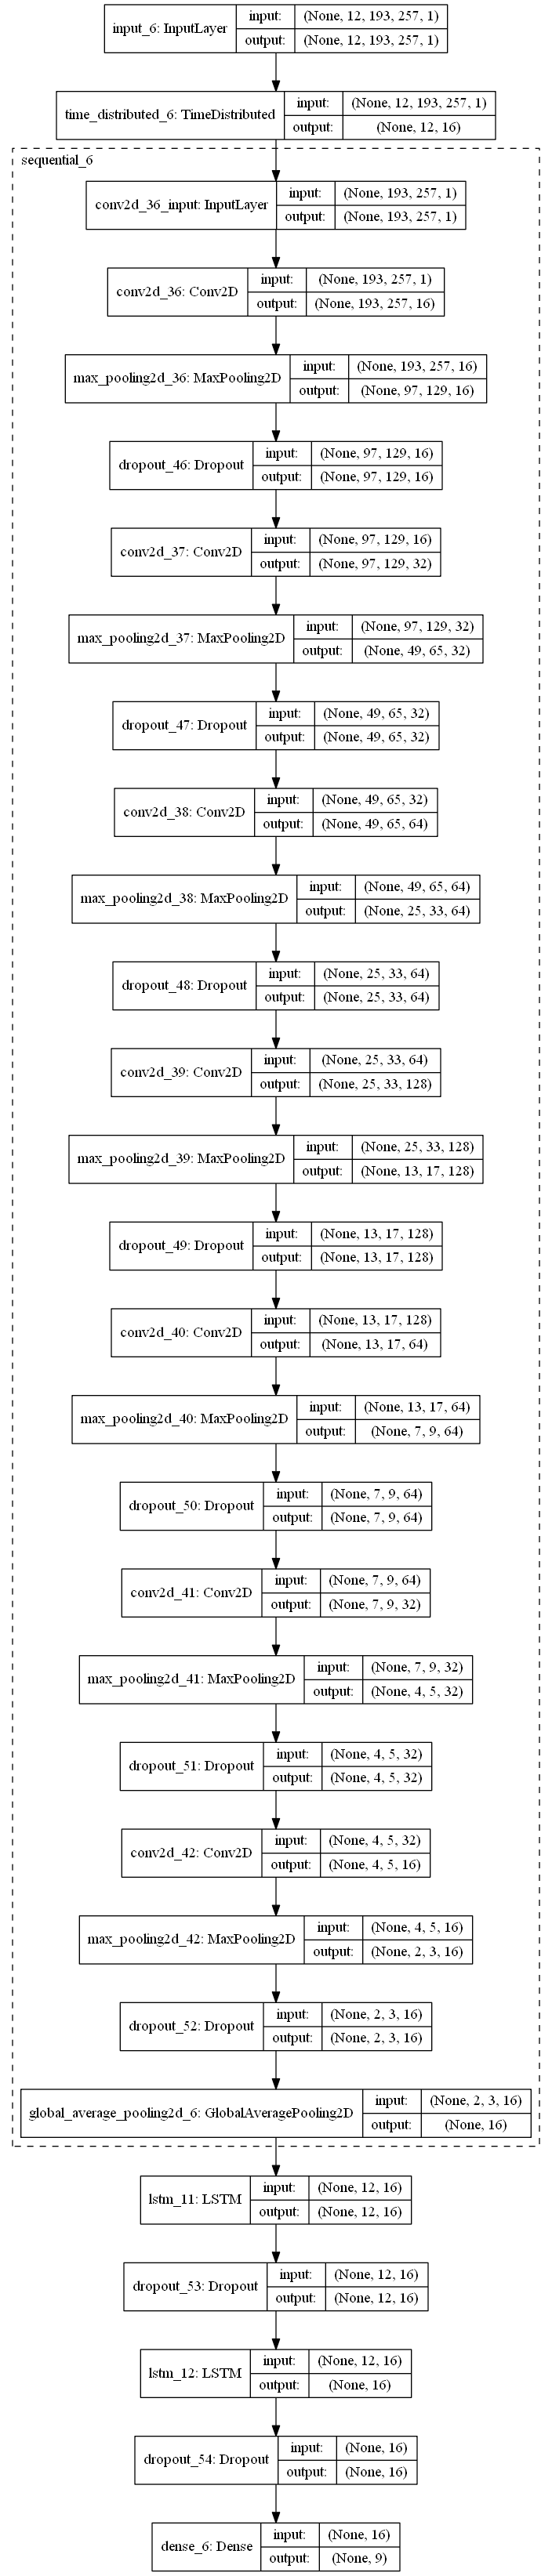 input_6: InputLayer
input: (None, 12, 193, 257, 1)
output: (None, 12, 193, 257, 1)
time_distributed_6: TimeDistributed
input: (None, 12, 193, 257, 1)
output: (None, 12, 16)
sequential_6
conv2d_36_input: InputLayer
input: (None, 193, 257, 1)
output: (None, 193, 257, 1)
conv2d_36: Conv2D
input: (None, 193, 257, 1)
output: (None, 193, 257, 16)
max_pooling2d_36: MaxPooling2D
input: (None, 193, 257, 16)
output: (None, 97, 129, 16)
dropout_46: Dropout
input: (None, 97, 129, 16)
output: (None, 97, 129, 16)
conv2d_37: Conv2D
input: (None, 97, 129, 16)
output: (None, 97, 129, 32)
max_pooling2d_37: MaxPooling2D
input: (None, 97, 129, 32)
output: (None, 49, 65, 32)
dropout_47: Dropout
input: (None, 49, 65, 32)
output: (None, 49, 65, 32)
conv2d_38: Conv2D
input: (None, 49, 65, 32)
output: (None, 49, 65, 64)
max_pooling2d_38: MaxPooling2D
input: (None, 49, 65, 64)
output: (None, 25, 33, 64)
dropout_48: Dropout
input: (None, 25, 33, 64)
output: (None, 25, 33, 64)
conv2d_39: Conv2D
input: (None, 25, 33, 64)
output: (None, 25, 33, 128)
max_pooling2d_39: MaxPooling2D
input: (None, 25, 33, 128)
output: (None, 13, 17, 128)
dropout_49: Dropout
input: (None, 13, 17, 128)
output: (None, 13, 17, 128)
conv2d_40: Conv2D
input: (None, 13, 17, 128)
output: (None, 13, 17, 64)
max_pooling2d_40: MaxPooling2D
input: (None, 13, 17, 64)
output: (None, 7, 9, 64)
dropout_50: Dropout
input: (None, 7, 9, 64)
output: (None, 7, 9, 64)
conv2d_41: Conv2D
input: (None, 7, 9, 64)
output: (None, 7, 9, 32)
max_pooling2d_41: MaxPooling2D
input: (None, 7, 9, 32)
output: (None, 4, 5, 32)
dropout_51: Dropout
input: (None, 4, 5, 32)
output: (None, 4, 5, 32)
conv2d_42: Conv2D
input: (None, 4, 5, 32)
output: (None, 4, 5, 16)
max_pooling2d_42: MaxPooling2D
input: (None, 4, 5, 16)
output: (None, 2, 3, 16)
dropout_52: Dropout
input: (None, 2, 3, 16)
output: (None, 2, 3, 16)
global_average_pooling2d_6: GlobalAveragePooling2D
input: (None, 2, 3, 16)
output: (None, 16)
lstm_11: LSTM
input: (None, 12, 16)
output: (None, 12, 16)
dropout_53: Dropout
input: (None, 12, 16)
output: (None, 12, 16)
lstm_12: LSTM
input: (None, 12, 16)
output: (None, 16)
dropout_54: Dropout
input: (None, 16)
output: (None, 16)
dense_6: Dense
input: (None, 16)
output: (None, 9)